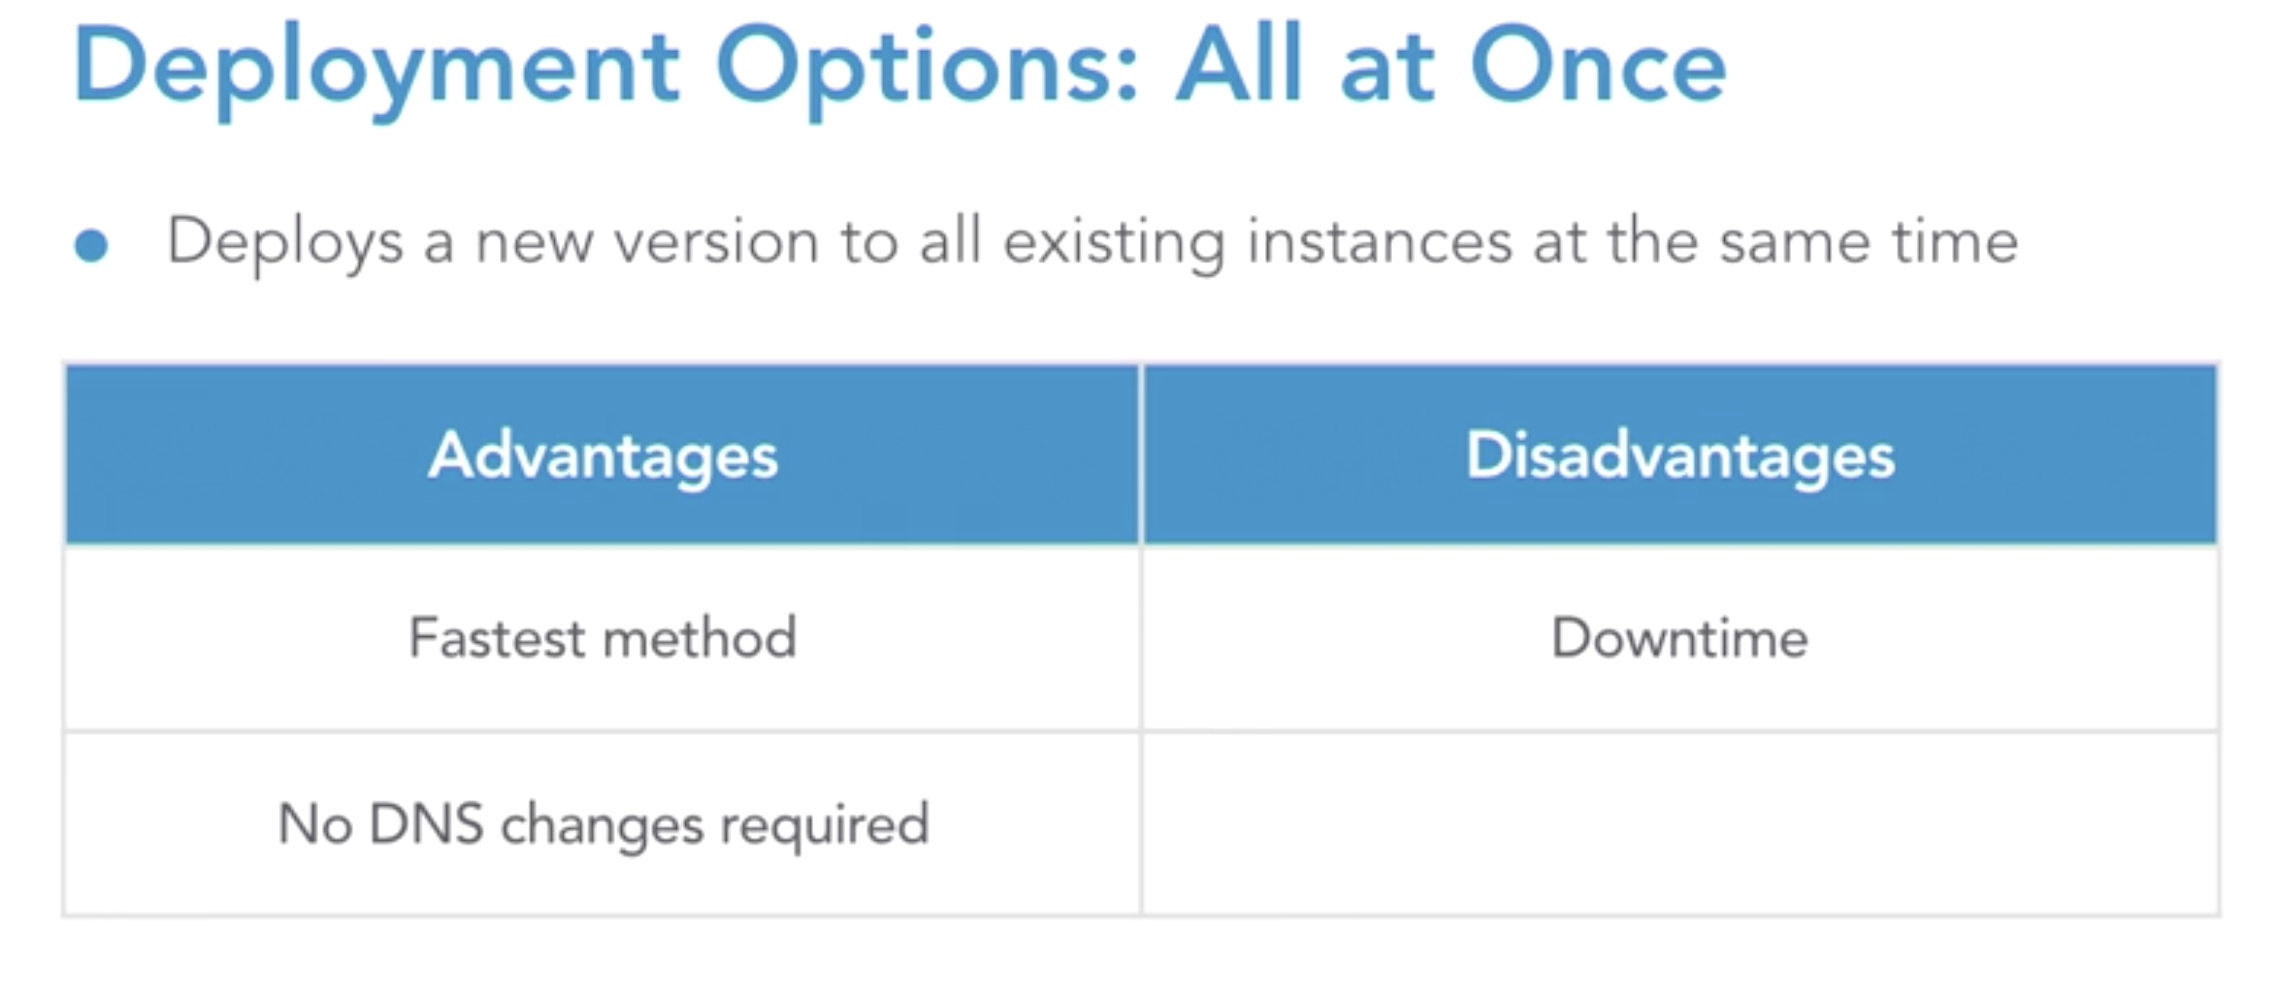 Deployment Options: All at Once
● Deploys a new version to all existing instances at the same time
Advantages Disadvantages
Fastest method Downtime
No DNS changes required